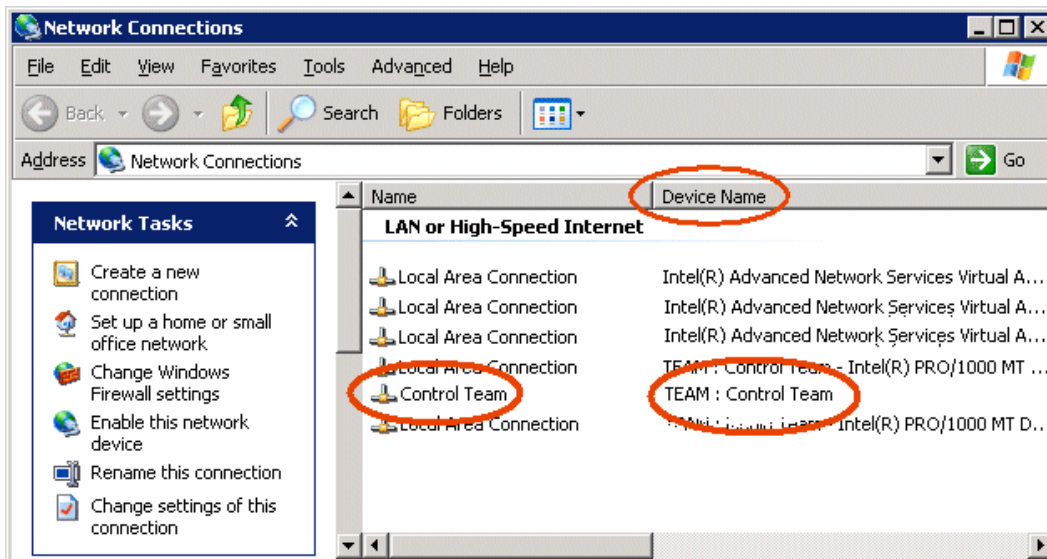 Network Connections
File Edit View Favorites Tools Advanced Help
Back Search Folders
Address Network Connections Go
Network Tasks
Create a new
connection
Set up a home or small
office network
Change Windows
Firewall settings
Enable this network
device
Rename this connection
Change settings of this
connection
Name Device Name
LAN or High-Speed Internet
Local Area Connection Intel(R) Advanced Network Services Virtual A...
Local Area Connection Intel(R) Advanced Network Services Virtual A...
Local Area Connection Intel(R) Advanced Network Services Virtual A...
Local Area Connection TEAM : Control Team - Intel(R) PRO/1000 MT ...
Control Team TEAM : Control Team
Local Area Connection Team - Intel(R) PRO/1000 MT D...